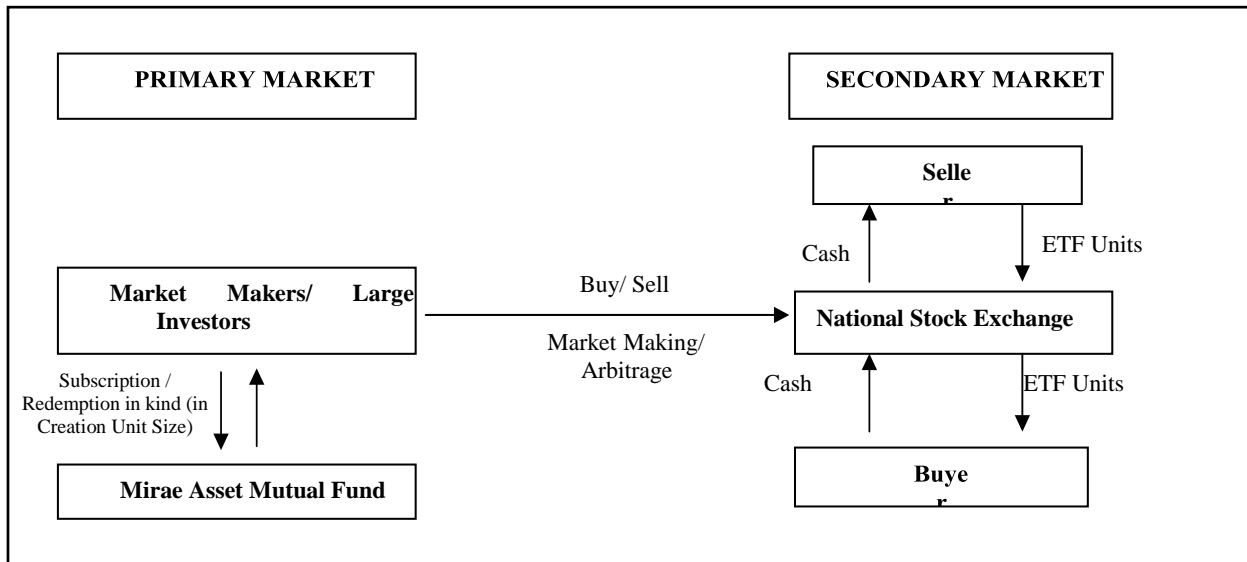 PRIMARY MARKET
SECONDARY MARKET
Selle
r
Cash
ETF Units
Market Makers/ Large
Investors
Buy/ Sell
Market Making/
Arbitrage
National Stock Exchange
Subscription /
Redemption in kind (in
Creation Unit Size)
Cash
ETF Units
Mirae Asset Mutual Fund
Buye
r